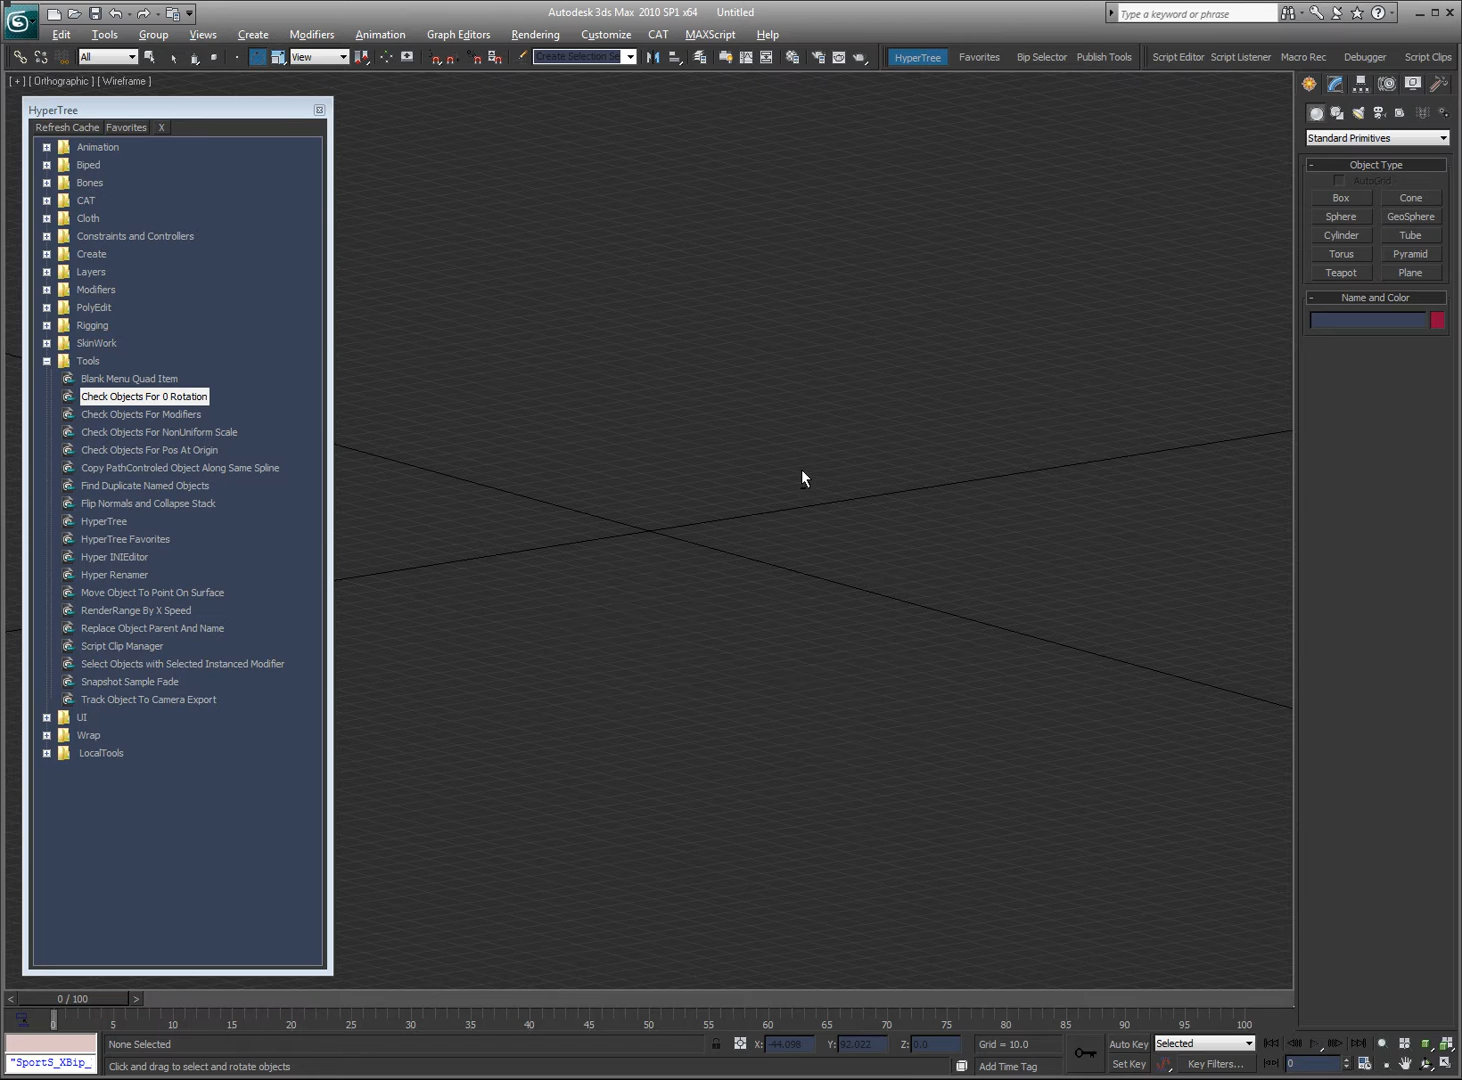 Autodesk 3ds Max 2010 SP1 x64 Untitled
Type a keyword or phrase
Edit Tools Group Views Create Modifiers Animation Graph Editors Rendering Customize CAT MAXScript Help
All View Create Selection Se HyperTree Favorites Bip Selector Publish Tools Script Editor Script Listener Macro Rec Debugger Script Clips
[ + ] [ Orthographic ] [ Wireframe ]
HyperTree
Refresh Cache Favorites X
Animation
Biped
Bones
CAT
Cloth
Constraints and Controllers
Create
Layers
Modifiers
PolyEdit
Rigging
SkinWork
Tools
Blank Menu Quad Item
Check Objects For 0 Rotation
Check Objects For Modifiers
Check Objects For NonUniform Scale
Check Objects For Pos At Origin
Copy PathControled Object Along Same Spline
Find Duplicate Named Objects
Flip Normals and Collapse Stack
HyperTree
HyperTree Favorites
Hyper INIEditor
Hyper Renamer
Move Object To Point On Surface
RenderRange By X Speed
Replace Object Parent And Name
Script Clip Manager
Select Objects with Selected Instanced Modifier
Snapshot Sample Fade
Track Object To Camera Export
UI
Wrap
LocalTools
Standard Primitives
- Object Type
AutoGrid
Box Cone
Sphere GeoSphere
Cylinder Tube
Torus Pyramid
Teapot Plane
- Name and Color
< 0 / 100 >
0 5 10 15 20 25 30 35 40 45 50 55 60 65 70 75 80 85 90 95 100
None Selected X: -44.098 Y: 92.022 Z: 0.0 Grid = 10.0 Auto Key Selected
"SportS_XBip_ Click and drag to select and rotate objects Add Time Tag Set Key Key Filters... 0